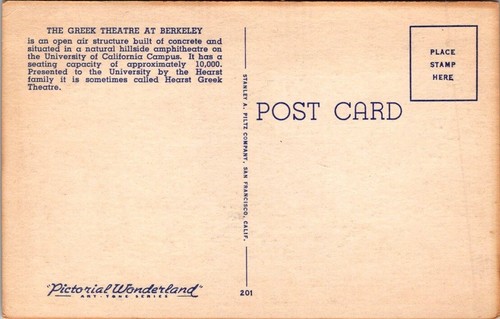 THE GREEK THEATRE AT BERKELEY
is an open air structure built of concrete and
situated in a natural hillside amphitheatre on
the University of California Campus. It has a
seating capacity of approximately 10,000.
Presented to the University by the Hearst
family it is sometimes called Hearst Greek
Theatre.
STANLEY A. PILTZ COMPANY, SAN FRANCISCO, CALIF.
POST CARD
PLACE
STAMP
HERE
"Pictorial Wonderland"
ART-TONE SERIES
201